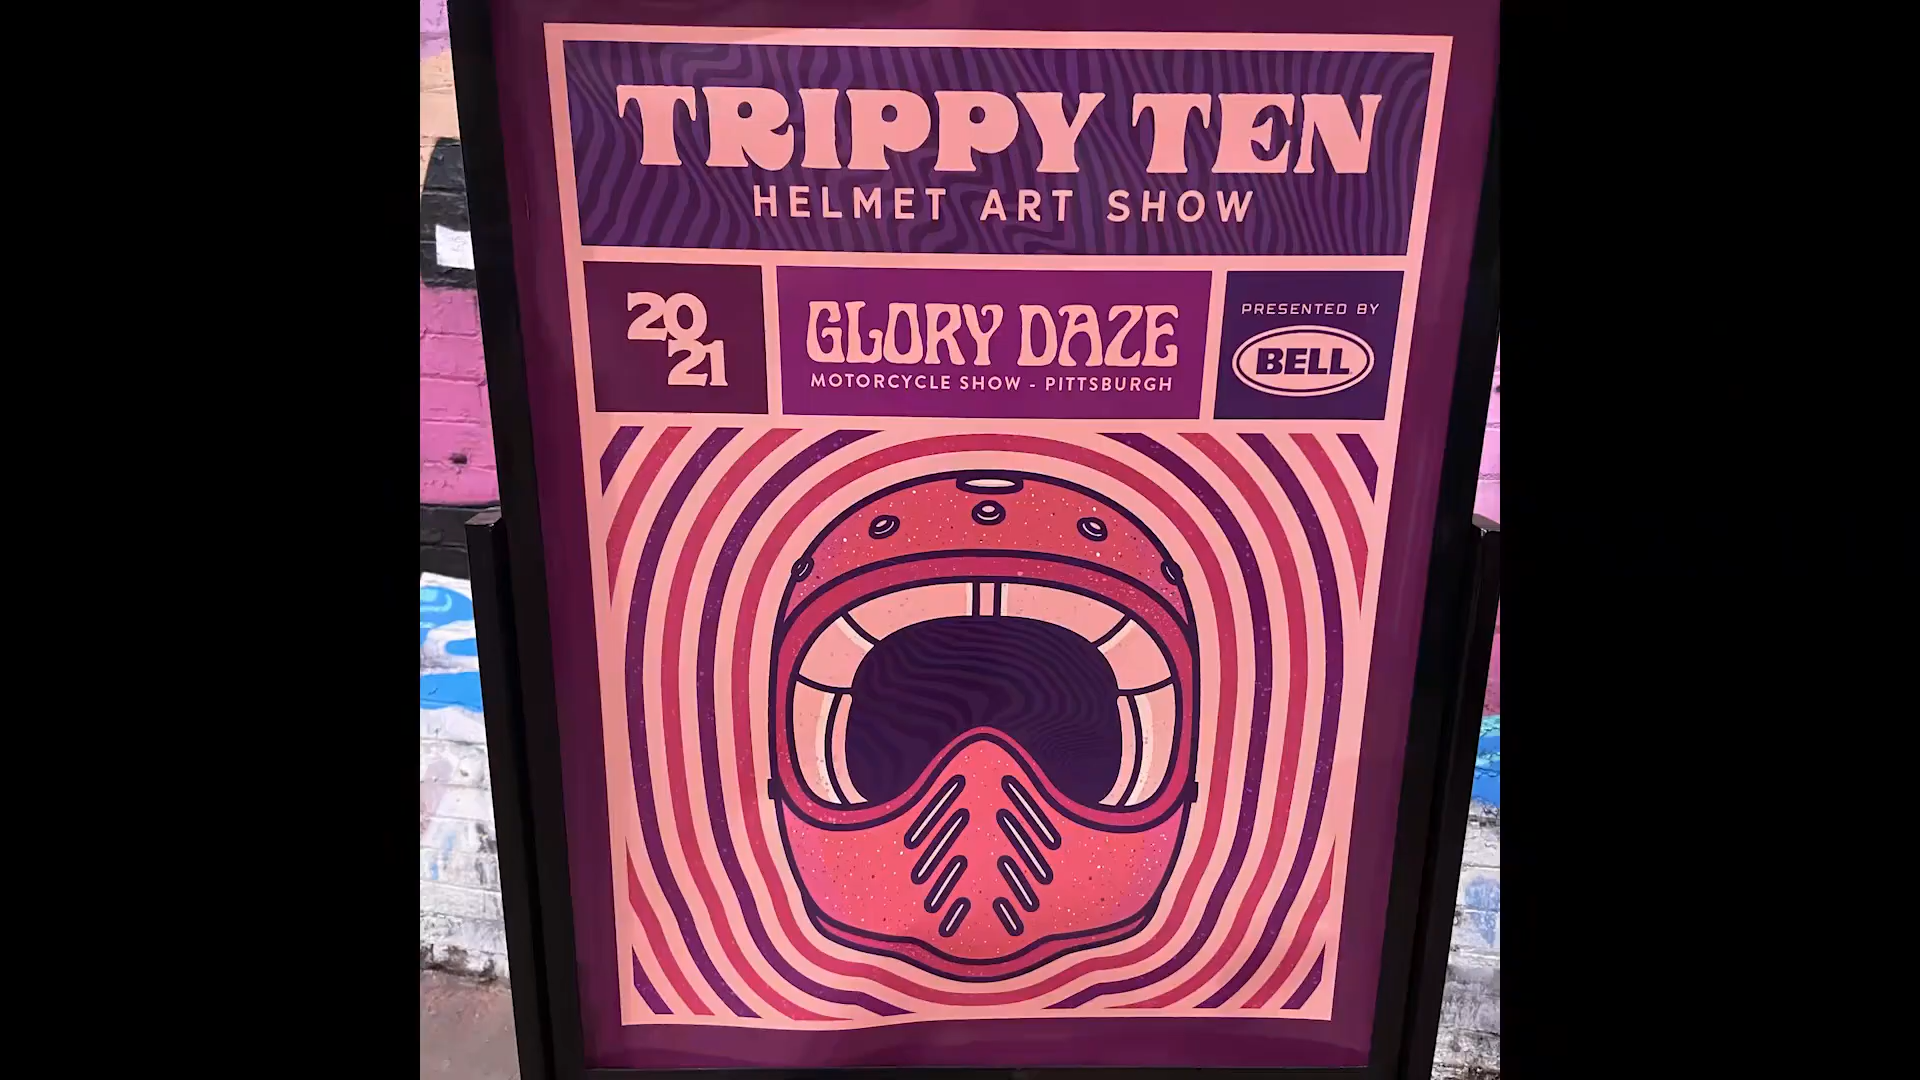 TRIPPY TEN
HELMET ART SHOW
20
21
GLORY DAZE
MOTORCYCLE SHOW - PITTSBURGH
PRESENTED BY
BELL